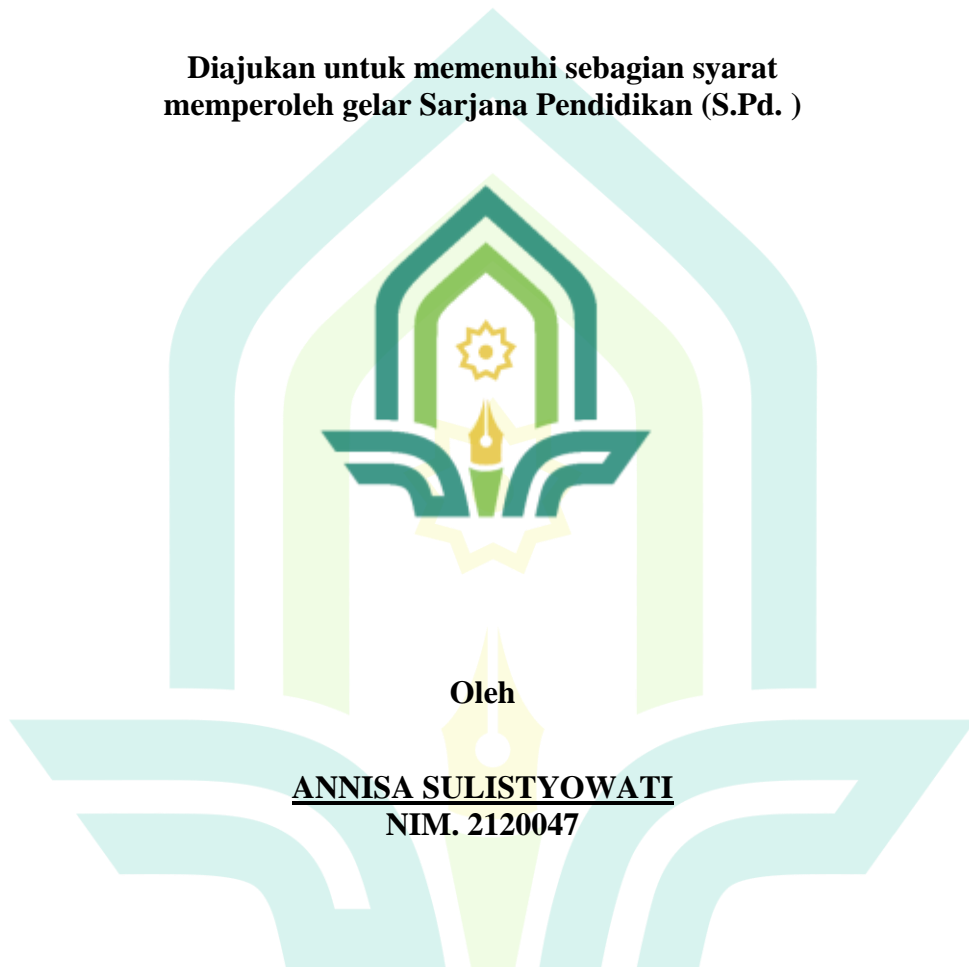 Diajukan untuk memenuhi sebagian syarat
memperoleh gelar Sarjana Pendidikan (S.Pd. )
Oleh
ANNISA SULISTYOWATI
NIM. 2120047